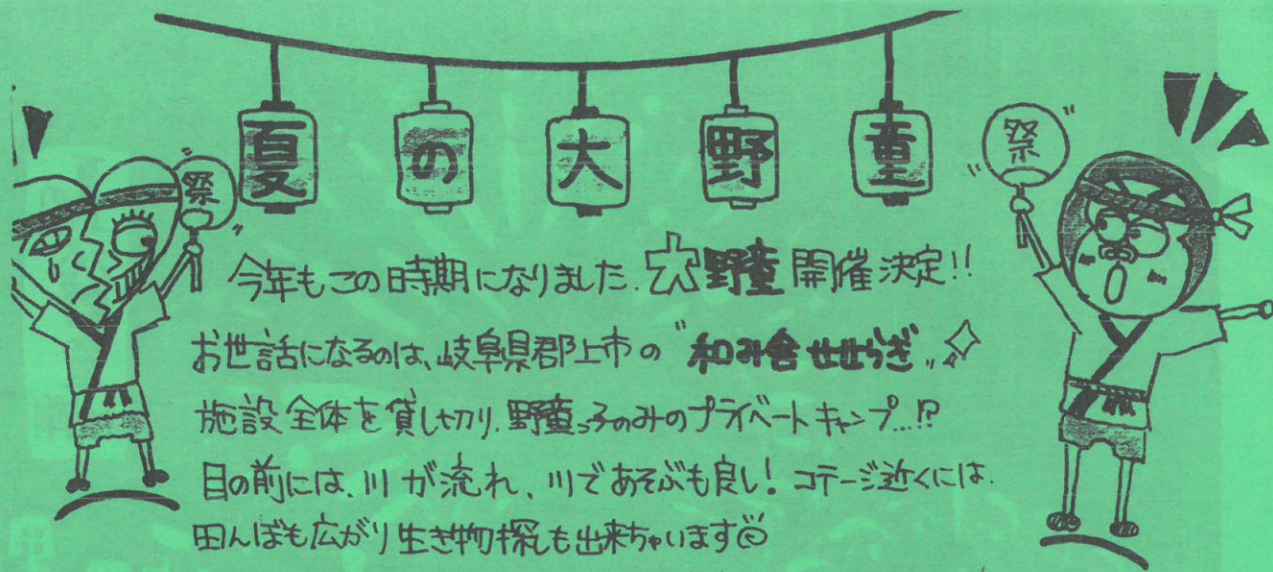 夏の大野童
祭
祭
今年もこの時期になりました。大野童開催決定!!
お世話になるのは、岐阜県郡上市の"和み舎せせらぎ"
施設全体を貸し切り、野童っ子のみのプライベートキャンプ…!?
目の前には、川が流れ、川であそぶも良し!コテージ近くには、
田んぼも広がり生き物探しも出来ちゃいます